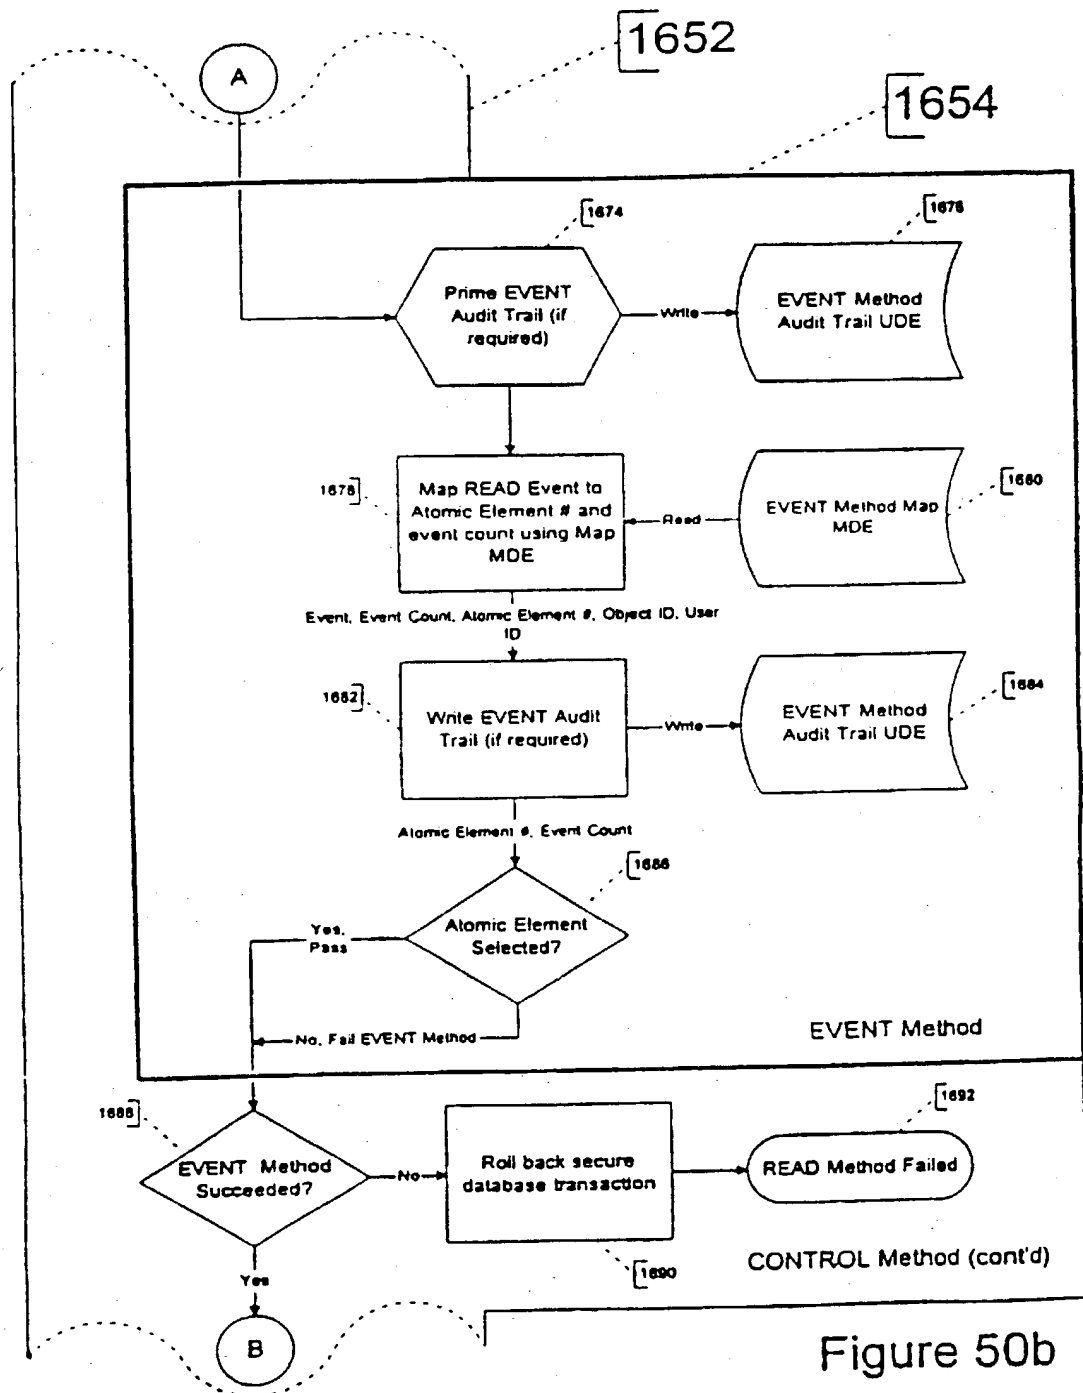 1652
A
1654
1674
1676
Prime EVENT
Audit Trail (if
required)
Write
EVENT Method
Audit Trail UDE
1678
Map READ Event to
Atomic Element # and
event count using Map
MDE
Read
EVENT Method Map
MDE
1680
Event, Event Count, Atomic Element #, Object ID, User
ID
1682
Write EVENT Audit
Trail (if required)
Write
EVENT Method
Audit Trail UDE
1684
Atomic Element #, Event Count
1686
Atomic Element
Selected?
Yes,
Pass
No, Fail EVENT Method
EVENT Method
1688
EVENT Method
Succeeded?
No
Roll back secure
database transaction
1690
1692
READ Method Failed
Yes
CONTROL Method (cont'd)
B
Figure 50b